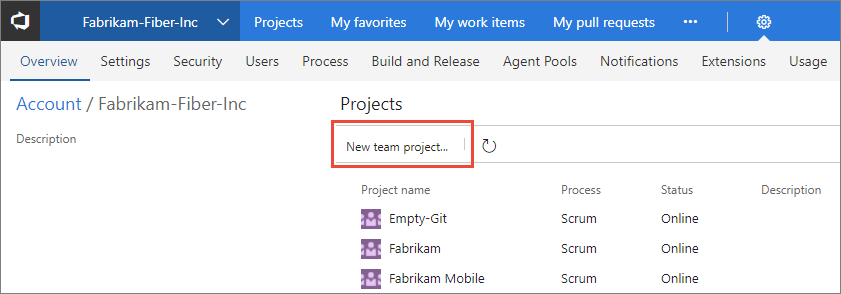 Fabrikam-Fiber-Inc Projects My favorites My work items My pull requests
Overview Settings Security Users Process Build and Release Agent Pools Notifications Extensions Usage
Account / Fabrikam-Fiber-Inc
Description
Projects
New team project...
Project name Process Status Description
Empty-Git Scrum Online
Fabrikam Scrum Online
Fabrikam Mobile Scrum Online